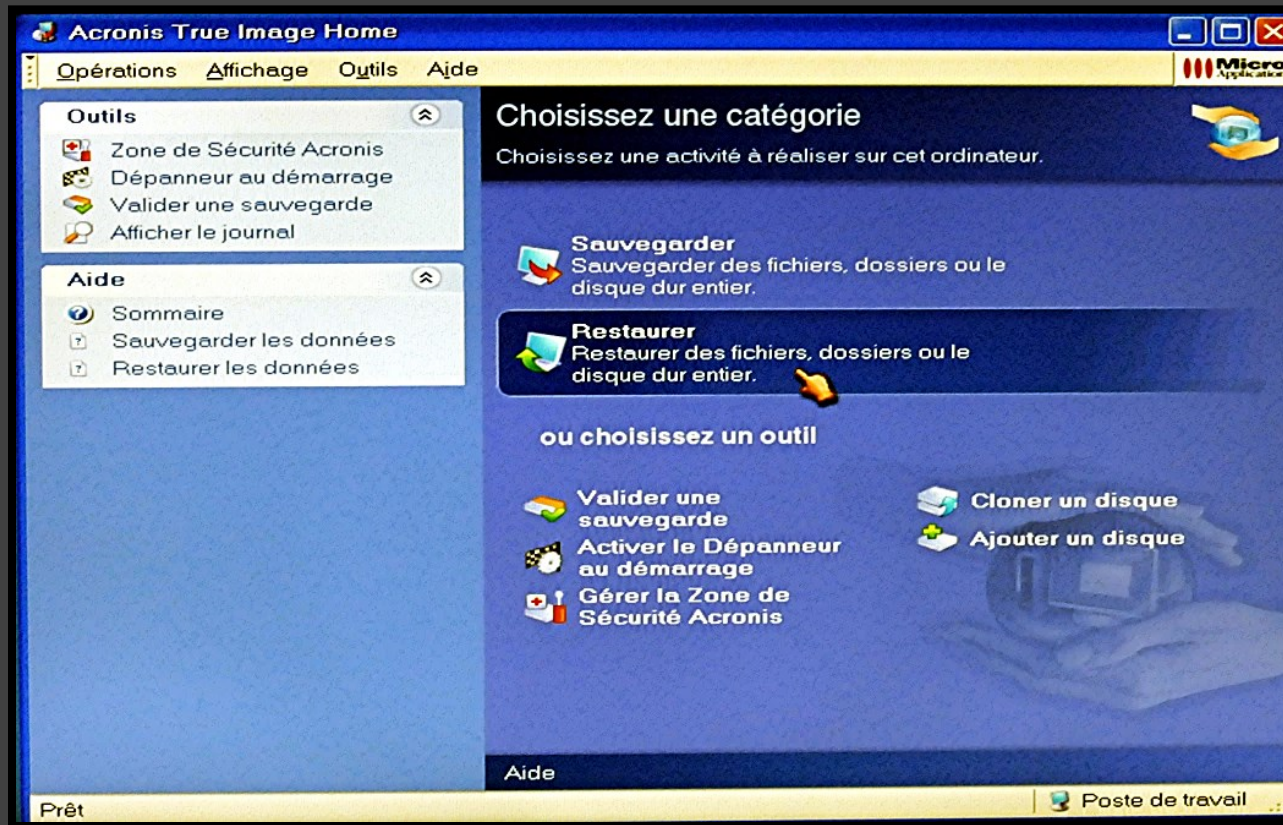 Acronis True Image Home
Opérations Affichage Outils Aide
Micro
Application
Outils
Zone de Sécurité Acronis
Dépanneur au démarrage
Valider une sauvegarde
Afficher le journal
Aide
Sommaire
Sauvegarder les données
Restaurer les données
Choisissez une catégorie
Choisissez une activité à réaliser sur cet ordinateur.
Sauvegarder
Sauvegarder des fichiers, dossiers ou le
disque dur entier.
Restaurer
Restaurer des fichiers, dossiers ou le
disque dur entier.
ou choisissez un outil
Valider une
sauvegarde
Activer le Dépanneur
au démarrage
Gérer la Zone de
Sécurité Acronis
Cloner un disque
Ajouter un disque
Aide
Prêt
Poste de travail